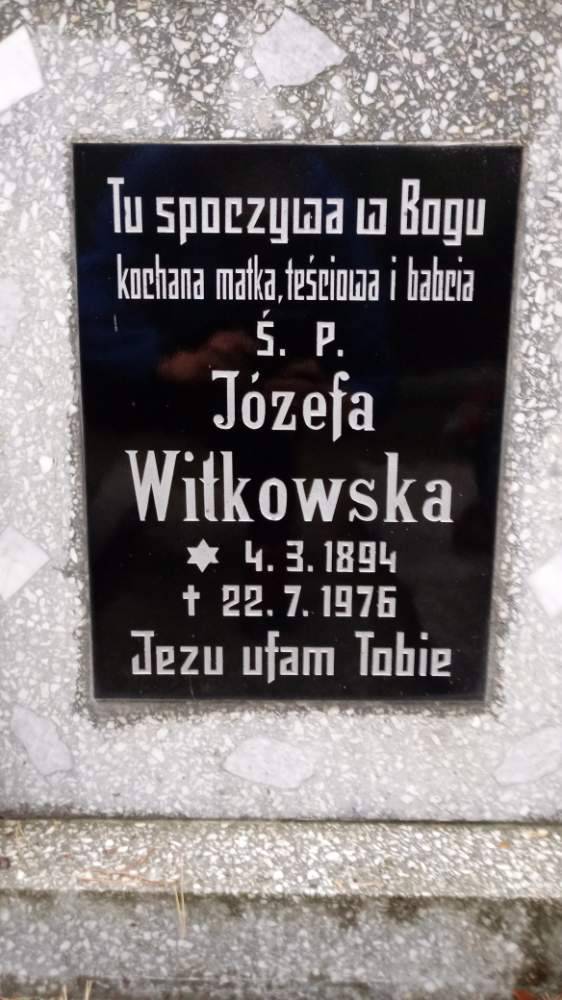 Tu spoczywa w Bogu
kochana matka, teściowa i babcia
Ś. P.
Józefa
Witkowska
✶ 4. 3. 1894
† 22. 7. 1976
Jezu ufam Tobie